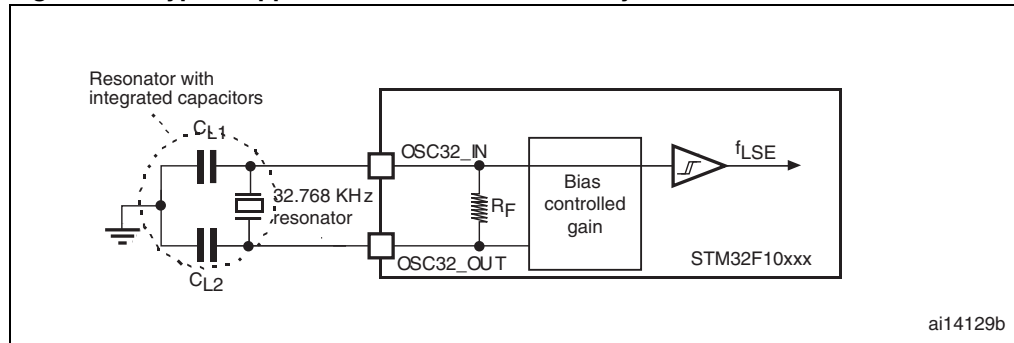 Resonator with
integrated capacitors
CL1
OSC32_IN
fLSE
32.768 KHz
resonator
RF
Bias
controlled
gain
OSC32_OUT
STM32F10xxx
CL2
ai14129b